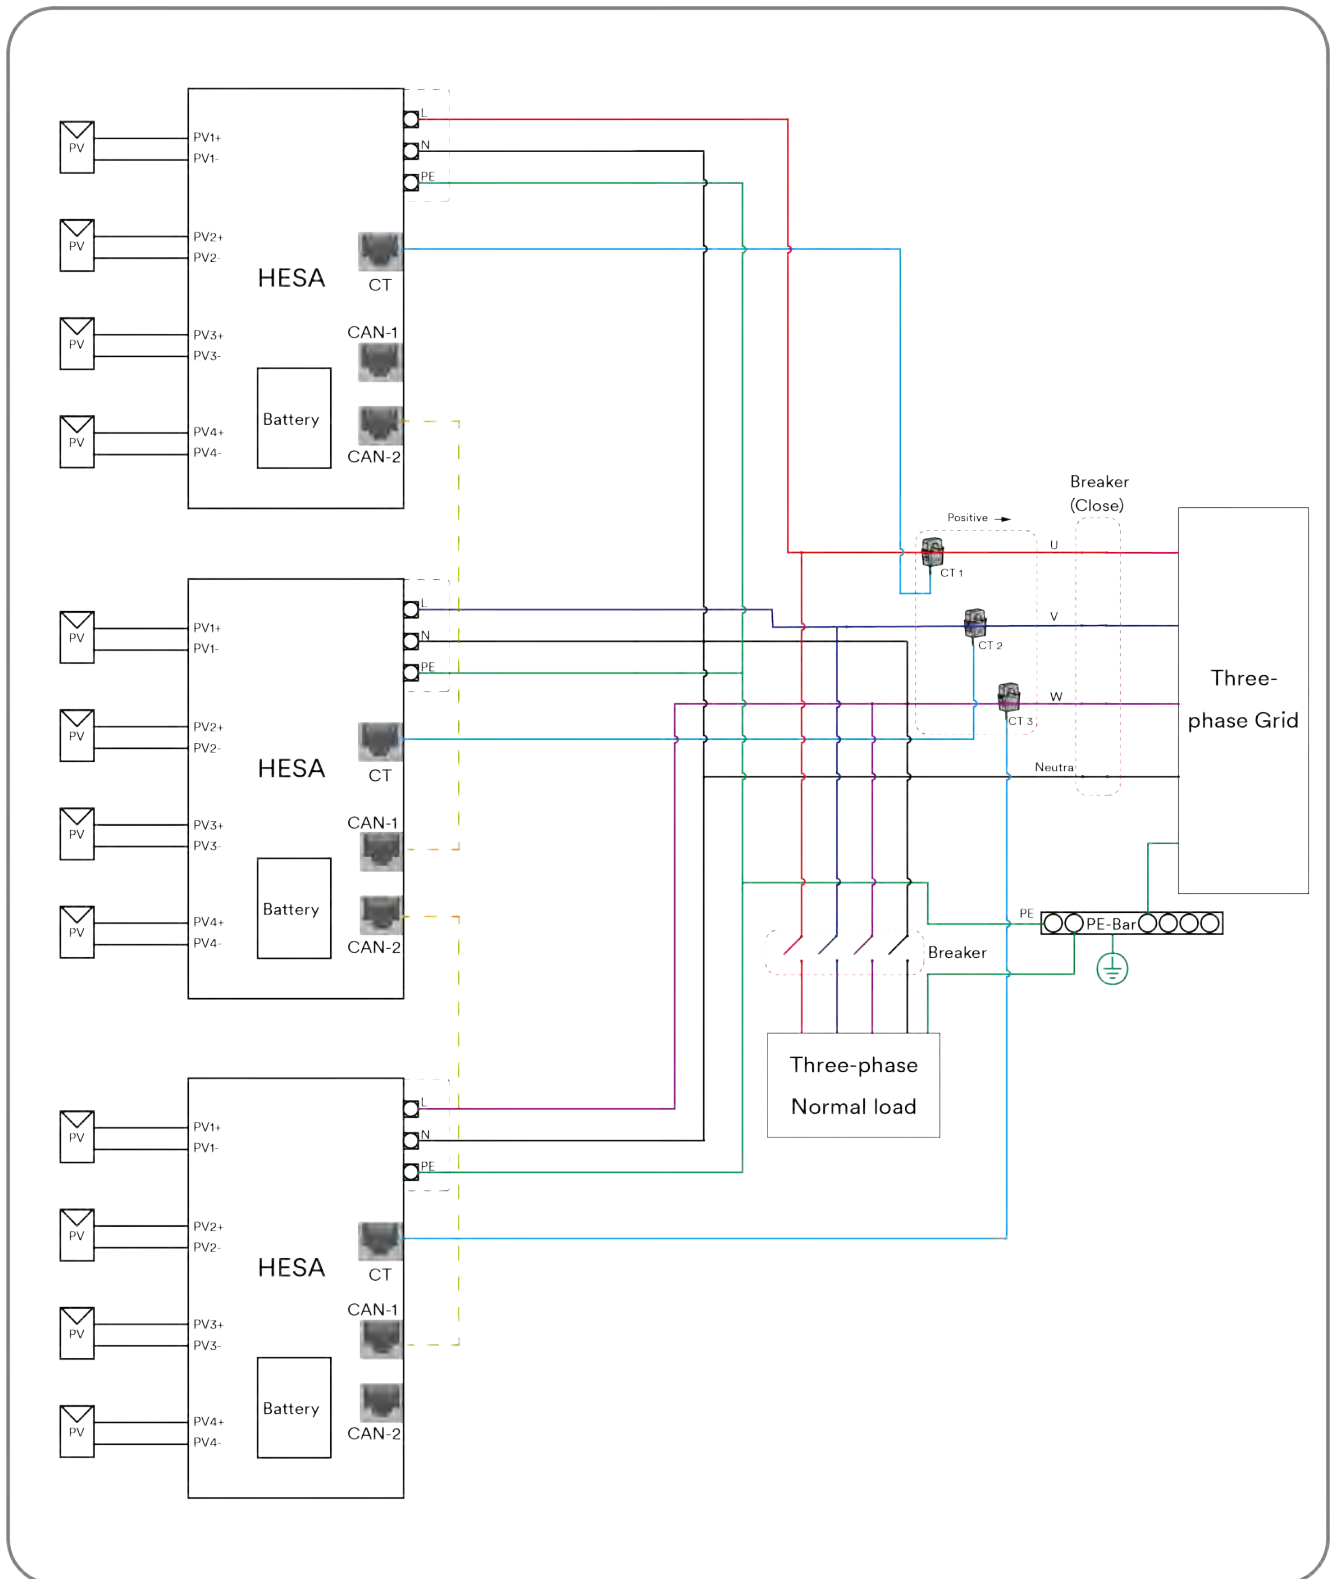 L
PV
PV1+
PV1-
N
PE
PV
PV2+
PV2-
HESA
CT
PV
PV3+
PV3-
CAN-1
PV
PV4+
PV4-
Battery
CAN-2
Breaker
(Close)
Positive
U
CT 1
L
PV
PV1+
PV1-
N
PE
V
CT 2
Three-
phase Grid
W
CT 3
PV
PV2+
PV2-
HESA
CT
Neutra
PV
PV3+
PV3-
CAN-1
PV
PV4+
PV4-
Battery
CAN-2
PE
PE-Bar
Breaker
Three-phase
Normal load
L
PV
PV1+
PV1-
N
PE
PV
PV2+
PV2-
HESA
CT
PV
PV3+
PV3-
CAN-1
PV
PV4+
PV4-
Battery
CAN-2